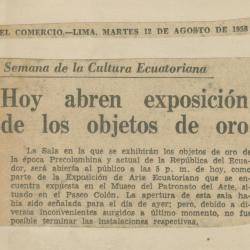 EL COMERCIO.—LIMA, MARTES 12 DE AGOSTO DE 1958
Semana de la Cultura Ecuatoriana
Hoy abren exposición
de los objetos de oro
La Sala en la que se exhibirán los objetos de oro de
la época Precolombina y actual de la República del Ecua-
dor, será abierta al público a las 5 p. m. de hoy, como
parte de la Exposición de Arte Ecuatoriano que se en-
cuentra expuesta en el Museo del Patronato del Arte, si-
tuado en el Paseo Colón. La apertura de esta sala ha
bía sido señalada para el día de ayer; pero, debido a di-
versos inconvenientes surgidos a último momento, no fue
posible terminar las instalaciones respectivas.